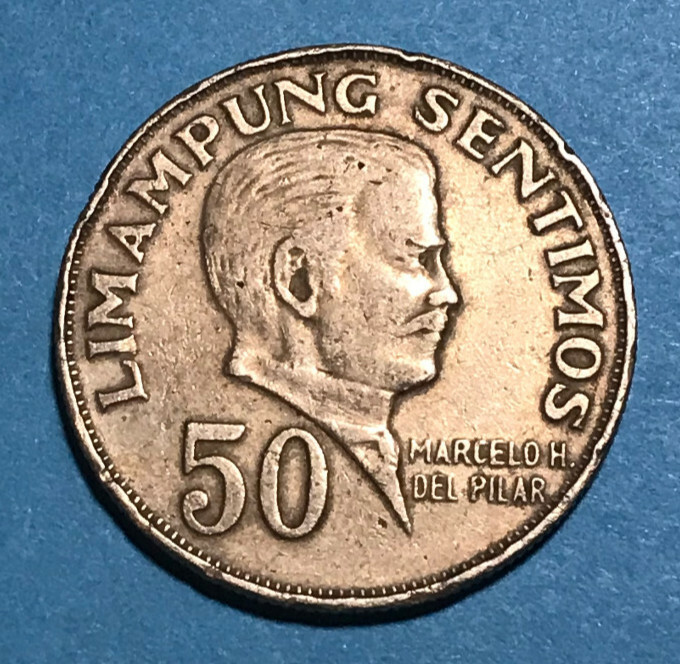 LIMAMPUNG SENTIMOS
50
MARCELO H.
DEL PILAR